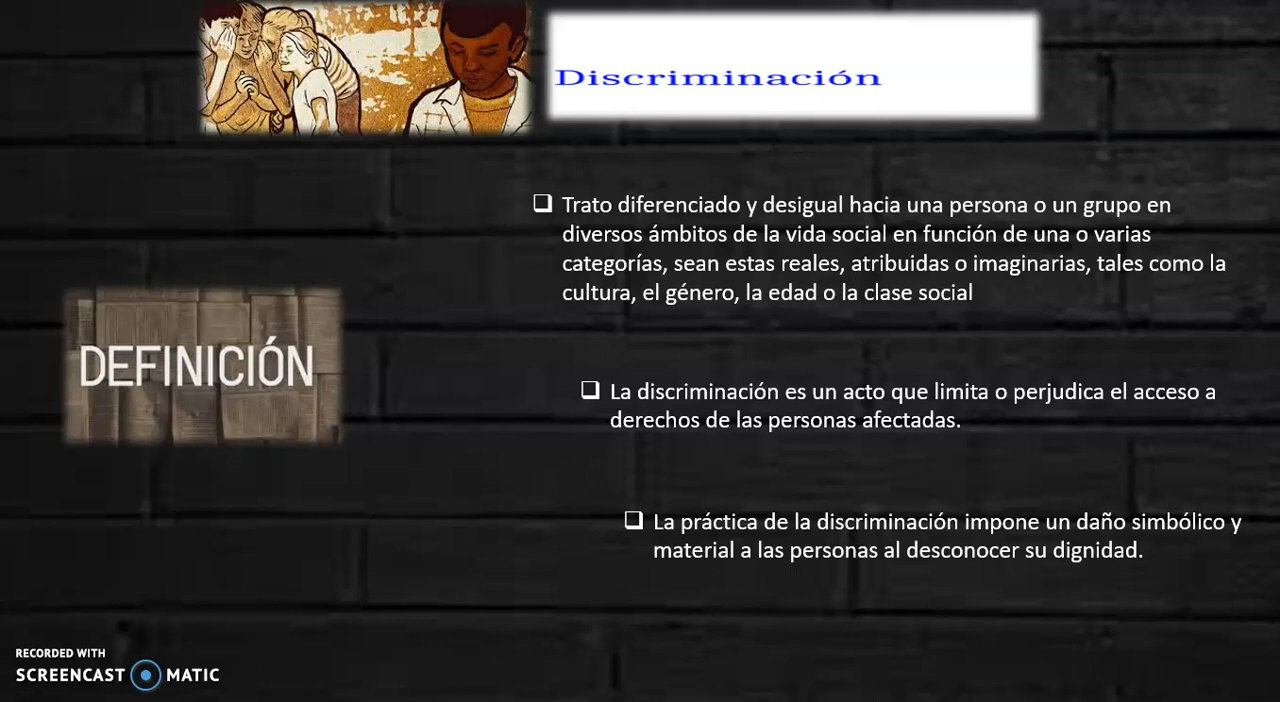 Discriminación
Trato diferenciado y desigual hacia una persona o un grupo en
diversos ámbitos de la vida social en función de una o varias
categorías, sean estas reales, atribuidas o imaginarias, tales como la
cultura, el género, la edad o la clase social
DEFINICIÓN
La discriminación es un acto que limita o perjudica el acceso a
derechos de las personas afectadas.
La práctica de la discriminación impone un daño simbólico y
material a las personas al desconocer su dignidad.
RECORDED WITH
SCREENCAST MATIC